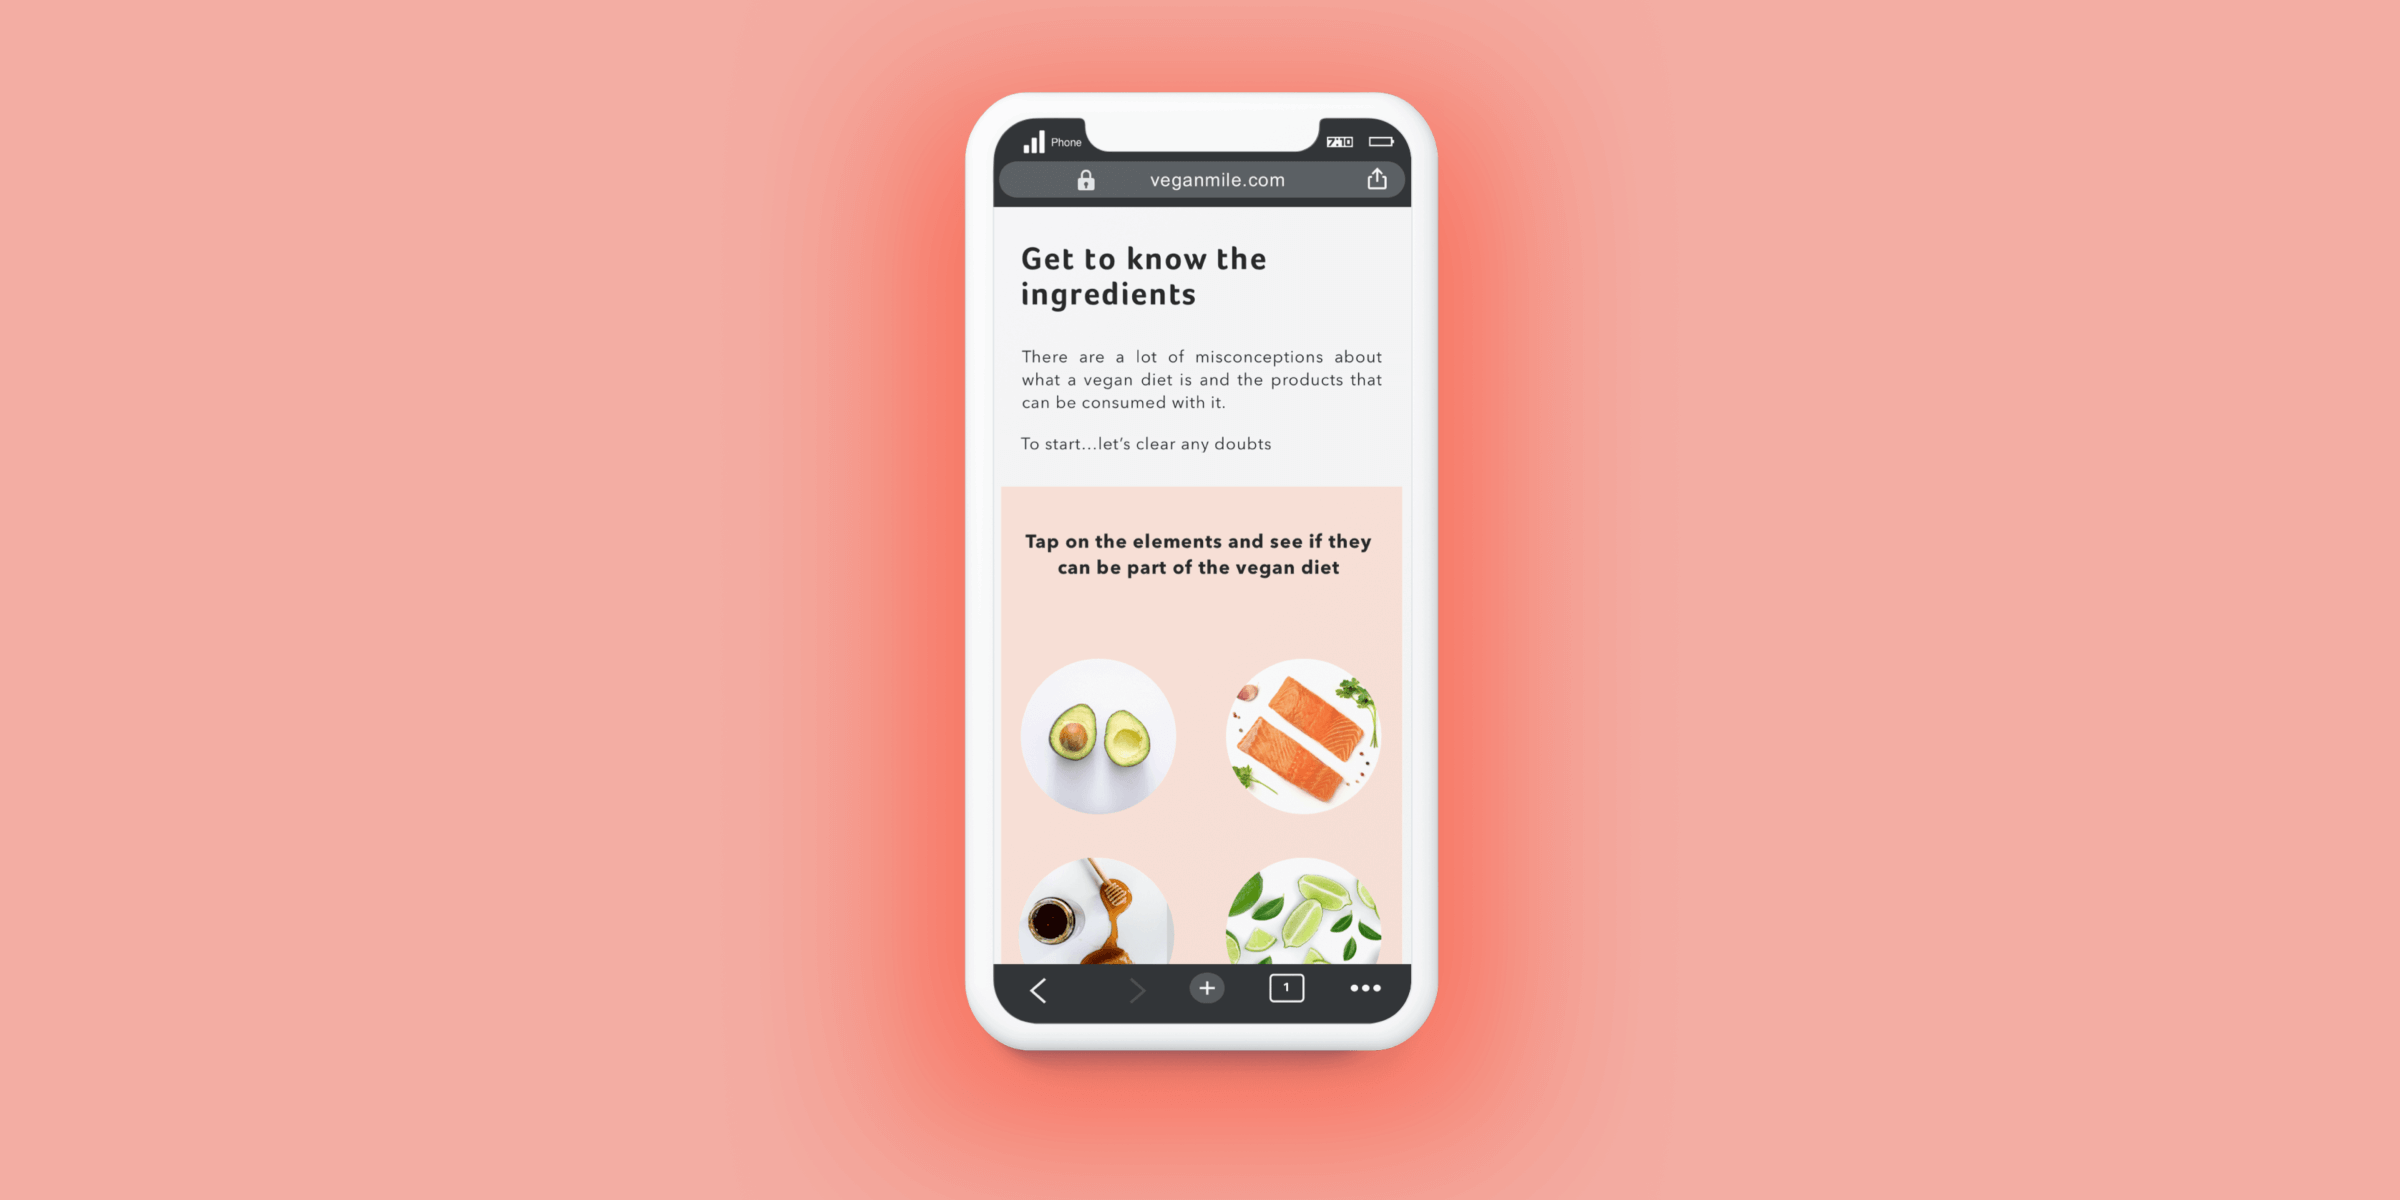 Phone
7:10
veganmile.com
Get to know the
ingredients
There are a lot of misconceptions about
what a vegan diet is and the products that
can be consumed with it.
To start...let's clear any doubts
Tap on the elements and see if they
can be part of the vegan diet
1